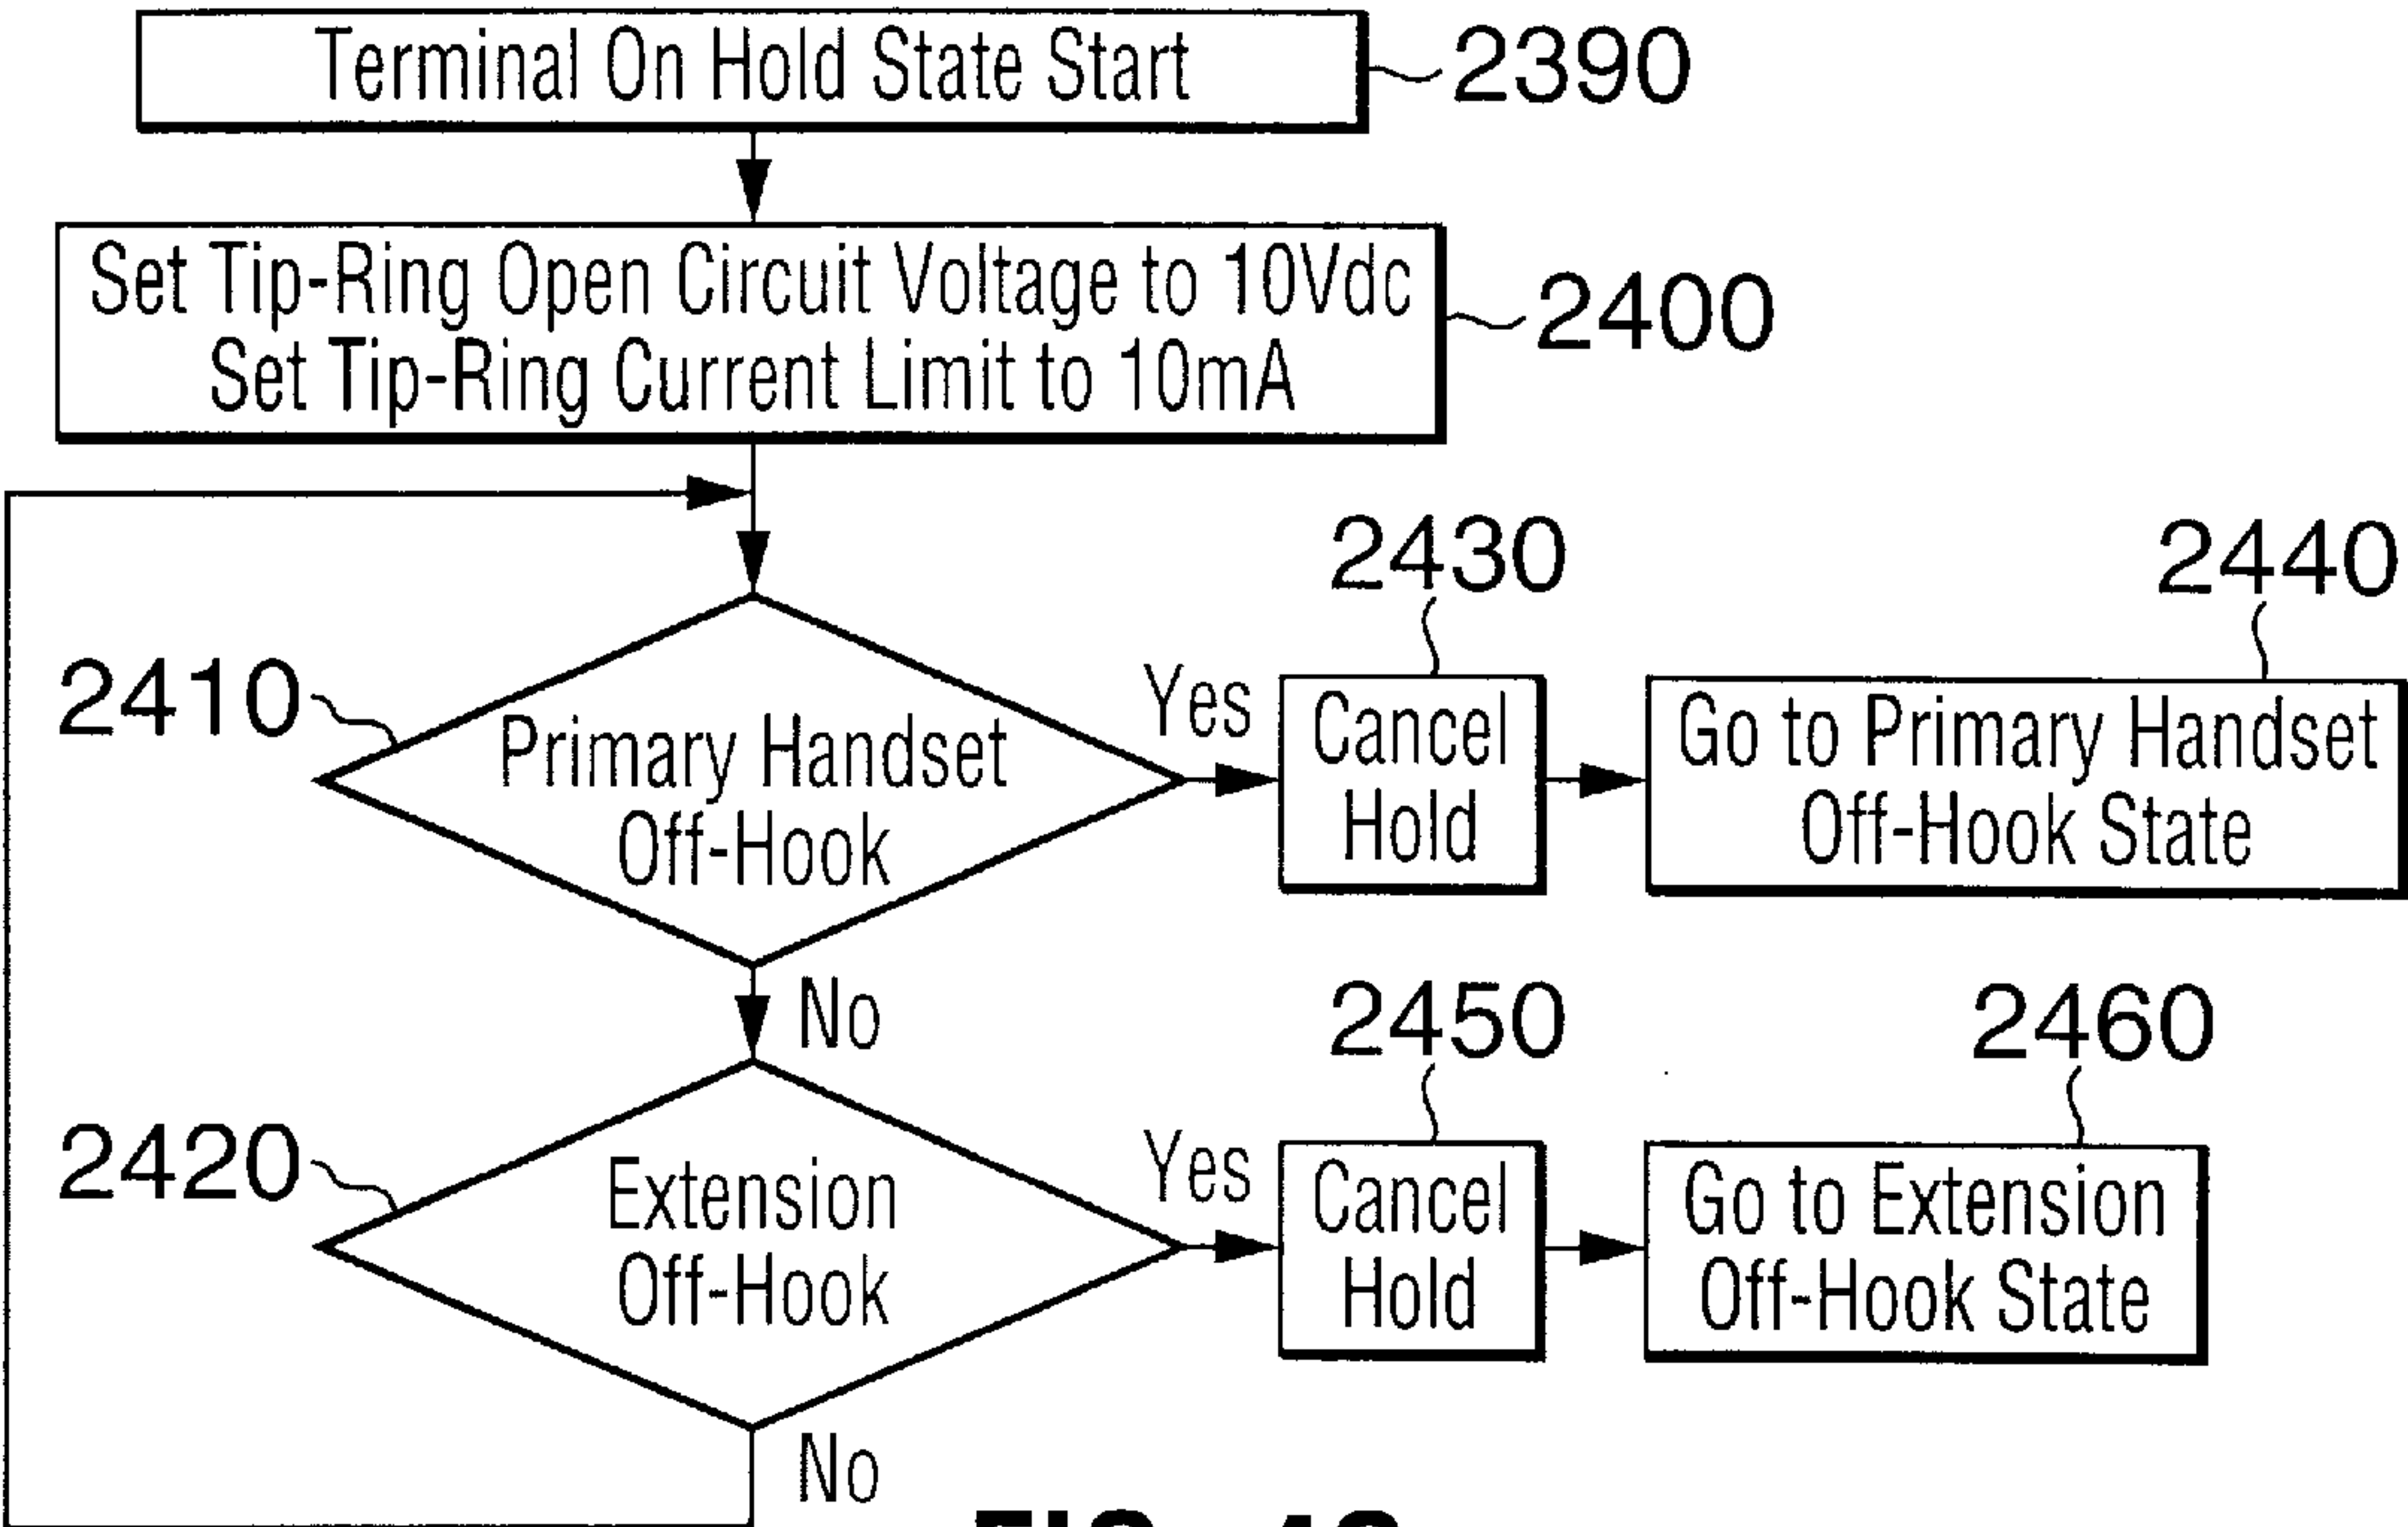 Terminal On Hold State Start
2390
Set Tip-Ring Open Circuit Voltage to 10Vdc
Set Tip-Ring Current Limit to 10mA
2400
2410
Primary Handset
Off-Hook
Yes
2430
Cancel
Hold
2440
Go to Primary Handset
Off-Hook State
No
2420
Extension
Off-Hook
Yes
2450
Cancel
Hold
2460
Go to Extension
Off-Hook State
No